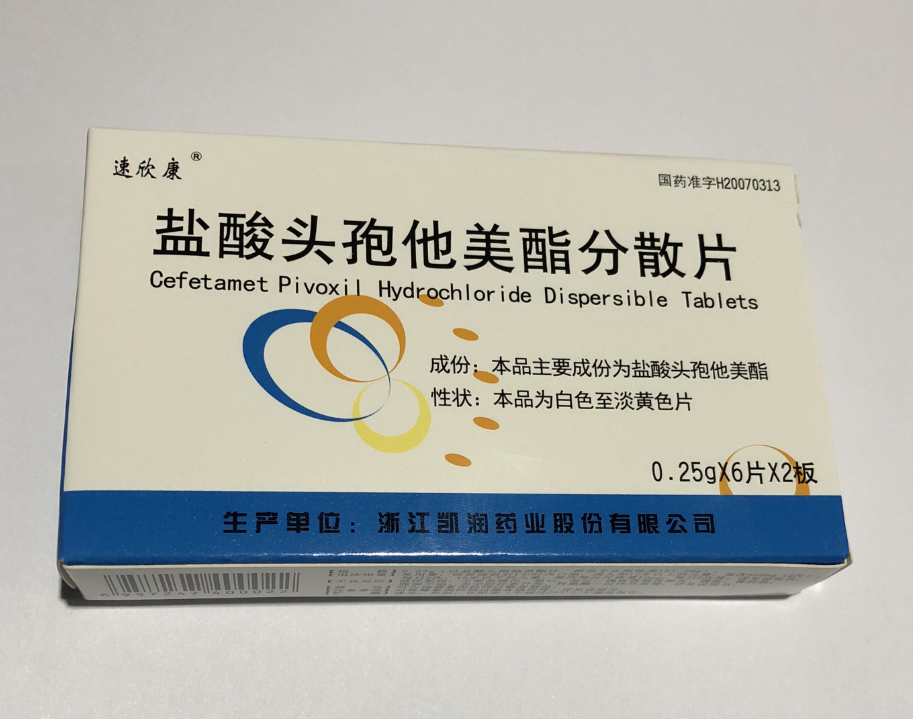 速欣康®
国药准字H20070313
盐酸头孢他美酯分散片
Cefetamet Pivoxil Hydrochloride Dispersible Tablets
成份：本品主要成份为盐酸头孢他美酯
性状：本品为白色至淡黄色片
0.25gX6片X2板
生产单位：浙江凯润药业股份有限公司
6 937247 400022